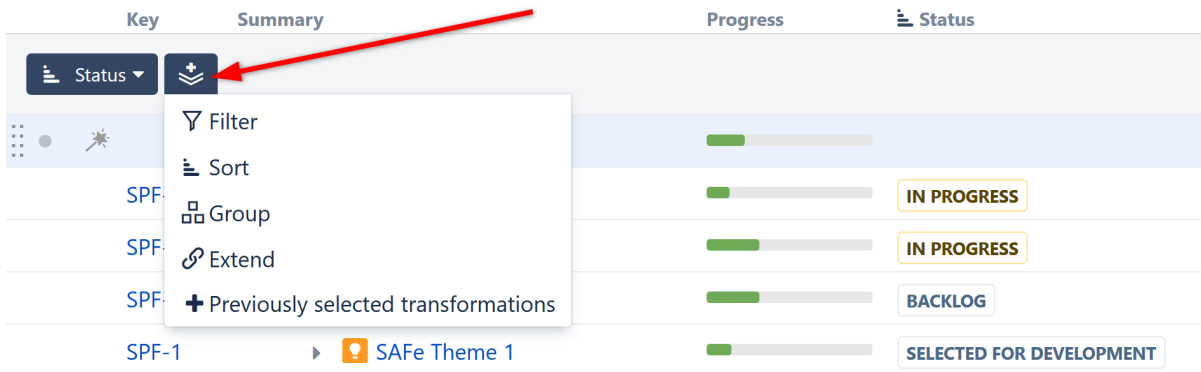 Key Summary Progress Status
Status
Filter
Sort
SPF- IN PROGRESS
Group
SPF- IN PROGRESS
Extend
SPF- BACKLOG
Previously selected transformations
SPF-1 SAFe Theme 1 SELECTED FOR DEVELOPMENT